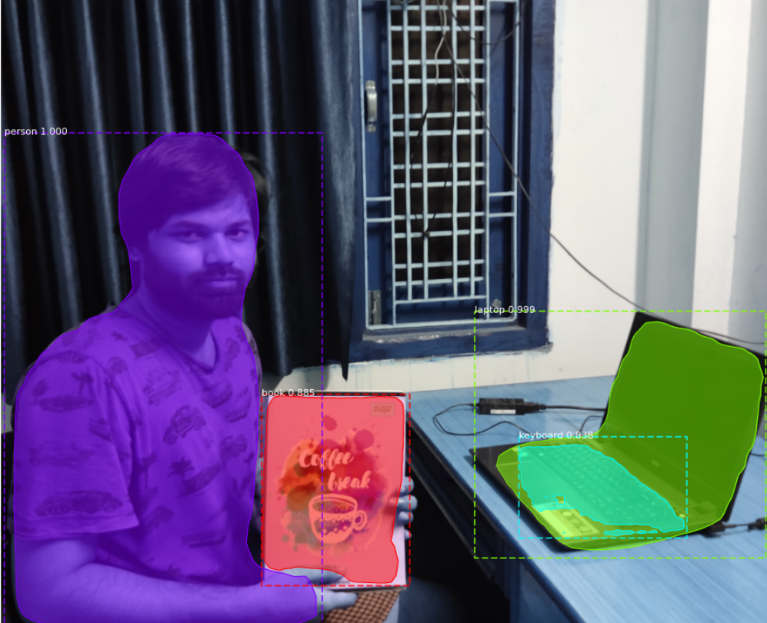 person 1.000
laptop 0.999
book 0.885
Coffee
break
keyboard 0.838